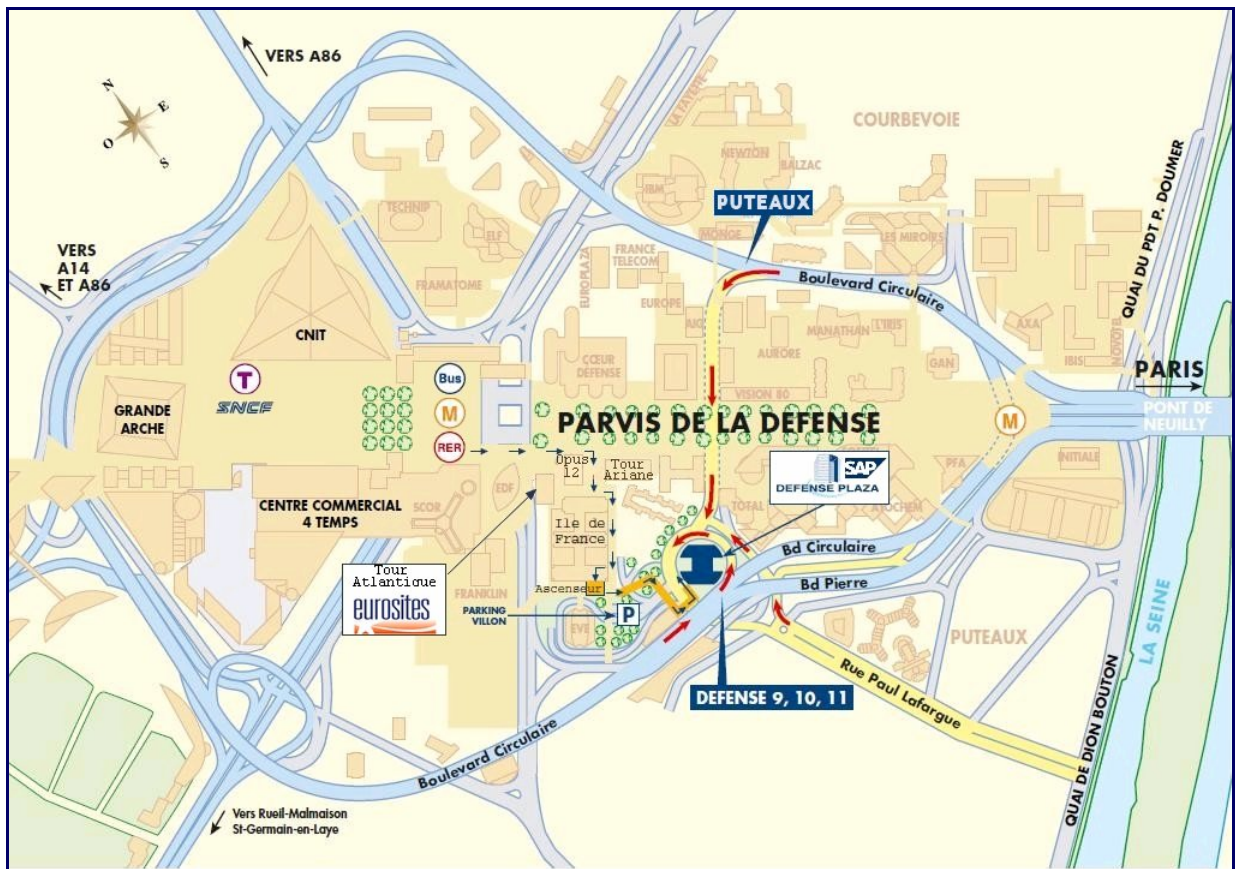 VERS A86
N
E
O
S
LA FAYETTE
COURBEVOIE
NEWTON
BALZAC
IBM
PUTEAUX
TECHNIP
ELF
MONGE
LES MIROIRS
QUAI DU PDT P. DOUMER
VERS
A14
ET A86
FRANCE
TELECOM
EUROPLAZA
FRAMATOME
EUROPE
Boulevard Circulaire
AIG
MANATHAN
L'IRIS
AXA
IBIS
NOVOTEL
CNIT
AURORE
CŒUR
DEFENSE
GAN
PARIS
T
SNCF
Bus
VISION 80
GRANDE
ARCHE
M
PARVIS DE LA DEFENSE
M
PONT DE
NEUILLY
RER
Opus
12
Tour
Ariane
SAP
DEFENSE PLAZA
PFA
INITIALE
EDF
CENTRE COMMERCIAL
4 TEMPS
SCOR
TOTAL
ATOCHEM
Ile de
France
Bd Circulaire
Tour
Atlantique
eurosites
Ascenseur
FRANKLIN
Bd Pierre
PARKING
VILLON
P
EVE
PUTEAUX
LA SEINE
Rue Paul Lafargue
DEFENSE 9, 10, 11
QUAI DE DION BOUTON
Boulevard Circulaire
Vers Rueil-Malmaison
St-Germain-en-Laye